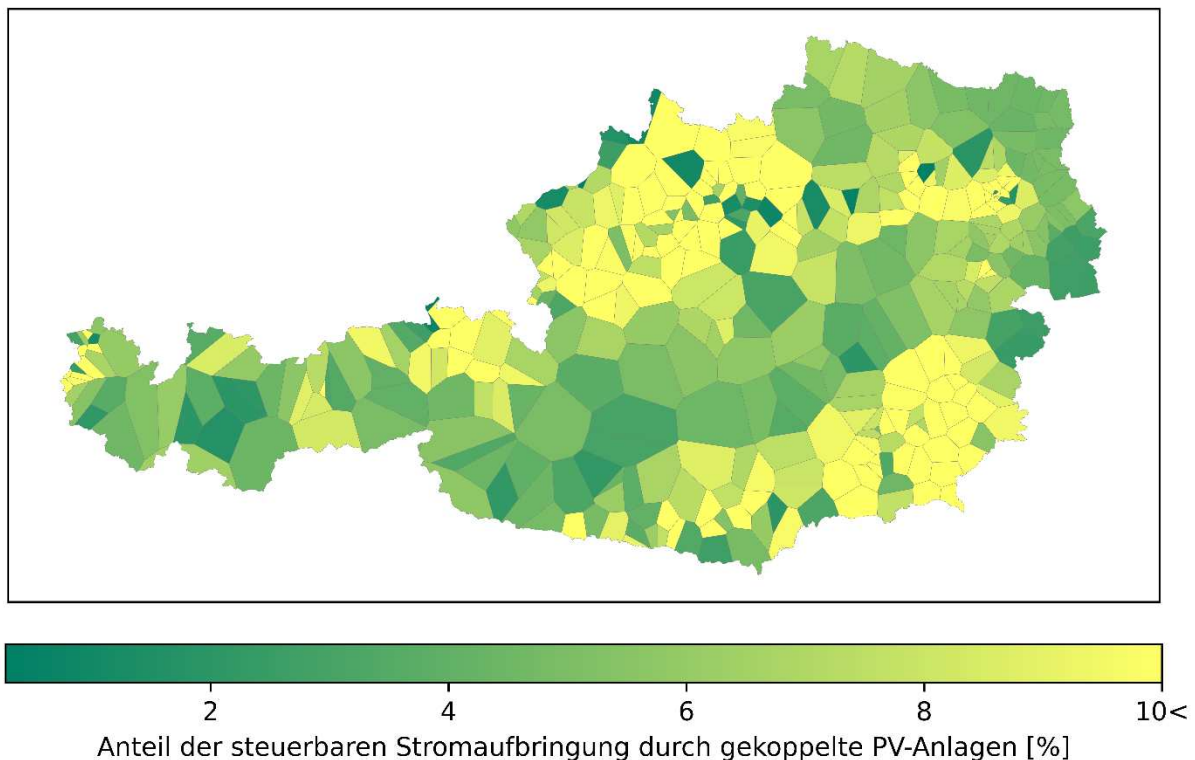 2 4 6 8 10<
Anteil der steuerbaren Stromaufbringung durch gekoppelte PV-Anlagen [%]